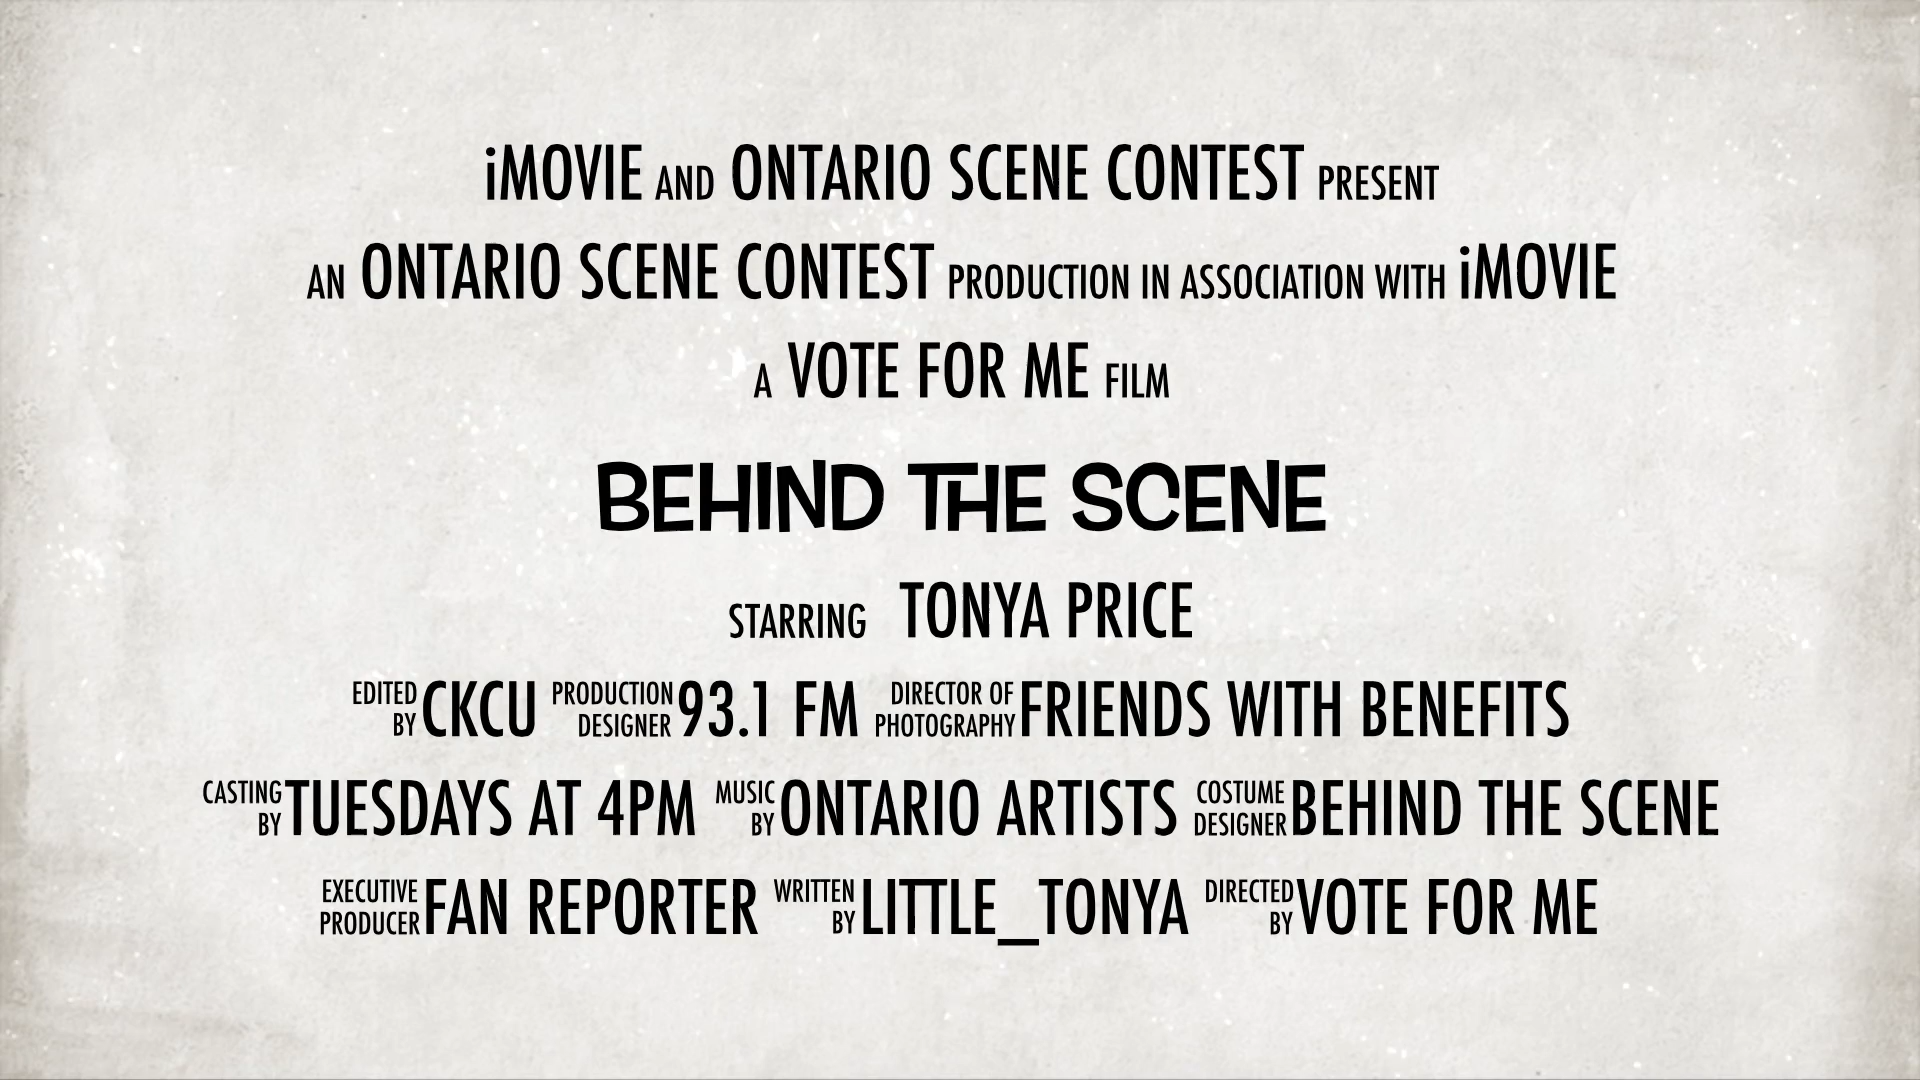 iMOVIE AND ONTARIO SCENE CONTEST PRESENT
AN ONTARIO SCENE CONTEST PRODUCTION IN ASSOCIATION WITH iMOVIE
A VOTE FOR ME FILM
BEHIND THE SCENE
STARRING TONYA PRICE
EDITED BY CKCU PRODUCTION DESIGNER 93.1 FM DIRECTOR OF PHOTOGRAPHY FRIENDS WITH BENEFITS
CASTING BY TUESDAYS AT 4PM MUSIC BY ONTARIO ARTISTS COSTUME DESIGNER BEHIND THE SCENE
EXECUTIVE PRODUCER FAN REPORTER WRITTEN BY LITTLE_TONYA DIRECTED BY VOTE FOR ME